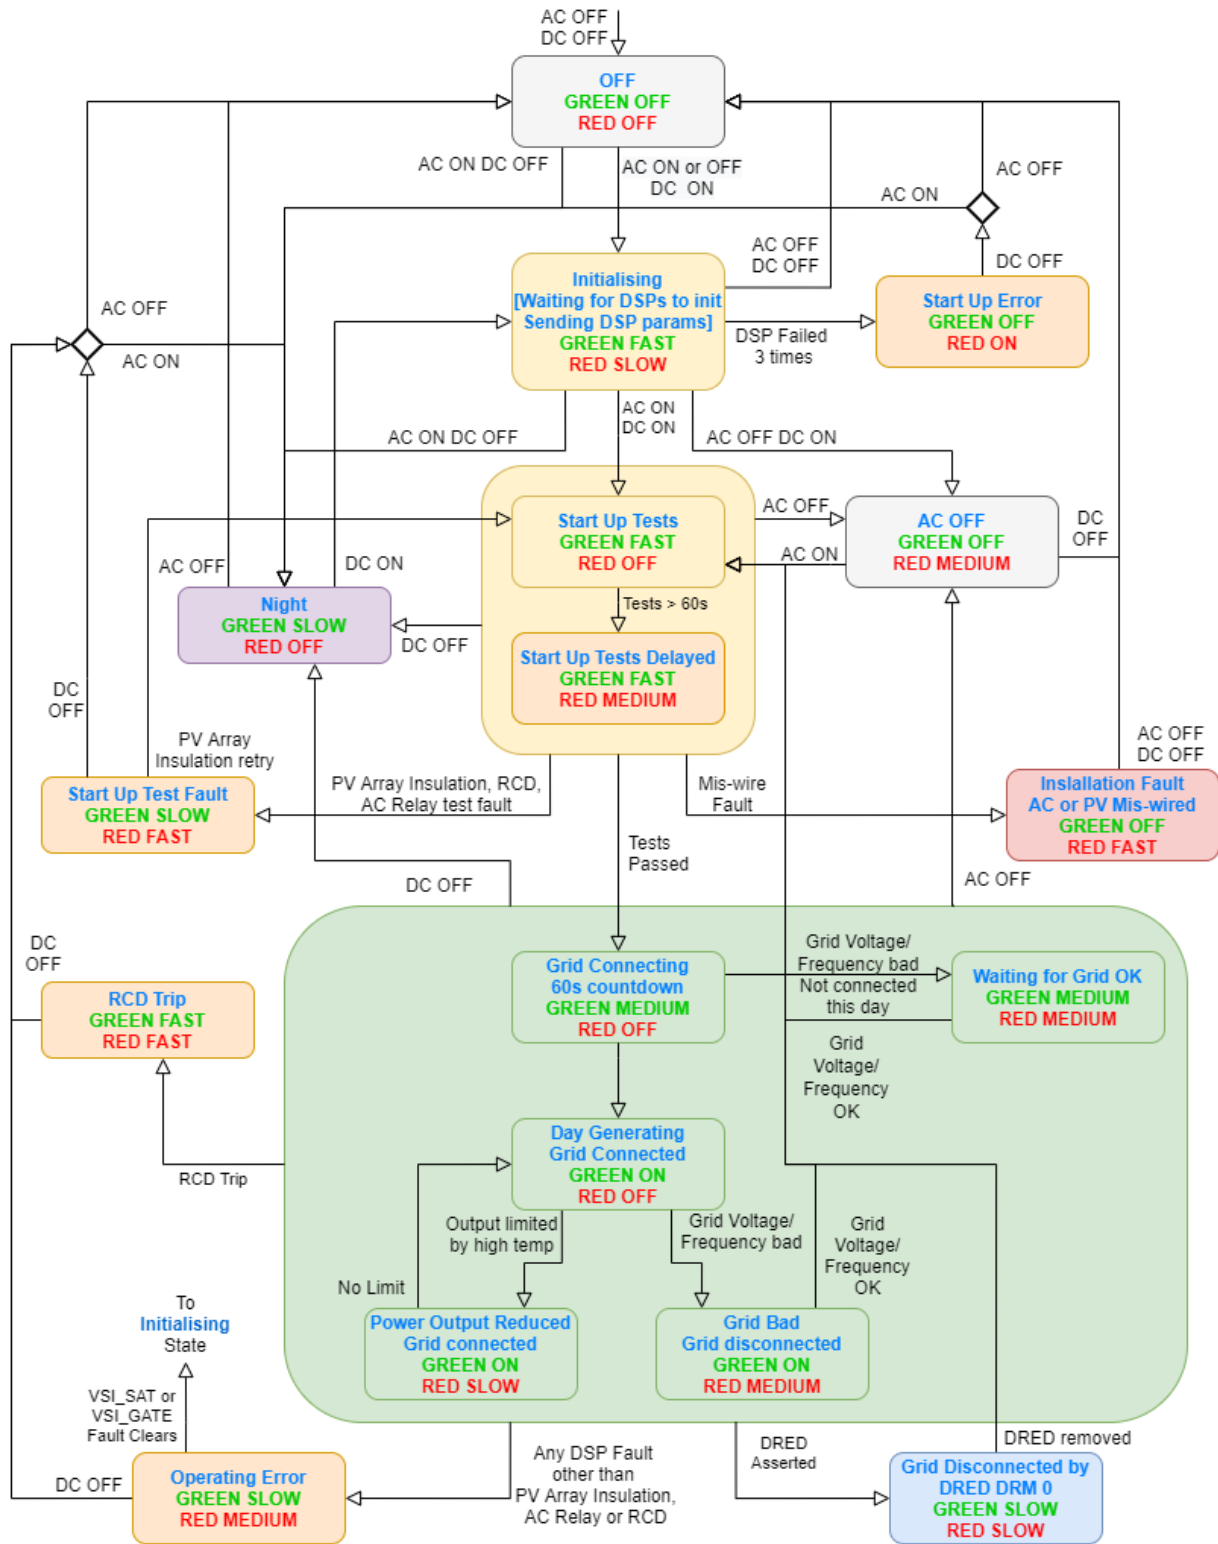 AC OFF
DC OFF
OFF
GREEN OFF
RED OFF
AC ON DC OFF
AC ON or OFF
DC ON
AC OFF
AC ON
AC OFF
DC OFF
DC OFF
Initialising
[Waiting for DSPs to init
Sending DSP params]
GREEN FAST
RED SLOW
Start Up Error
GREEN OFF
RED ON
DSP Failed
3 times
AC OFF
AC ON
AC ON
DC ON
AC ON DC OFF
AC OFF DC ON
Start Up Tests
GREEN FAST
RED OFF
AC OFF
AC ON
AC OFF
GREEN OFF
RED MEDIUM
DC
OFF
AC OFF
DC ON
Night
GREEN SLOW
RED OFF
Tests > 60s
DC OFF
Start Up Tests Delayed
GREEN FAST
RED MEDIUM
DC
OFF
PV Array
Insulation retry
AC OFF
DC OFF
Start Up Test Fault
GREEN SLOW
RED FAST
PV Array Insulation, RCD,
AC Relay test fault
Mis-wire
Fault
Inslallation Fault
AC or PV Mis-wired
GREEN OFF
RED FAST
Tests
Passed
DC OFF
AC OFF
DC
OFF
RCD Trip
GREEN FAST
RED FAST
Grid Connecting
60s countdown
GREEN MEDIUM
RED OFF
Grid Voltage/
Frequency bad
Not connected
this day
Waiting for Grid OK
GREEN MEDIUM
RED MEDIUM
Grid
Voltage/
Frequency
OK
Day Generating
Grid Connected
GREEN ON
RED OFF
RCD Trip
Output limited
by high temp
Grid Voltage/
Frequency bad
Grid
Voltage/
Frequency
OK
No Limit
To
Initialising
State
Power Output Reduced
Grid connected
GREEN ON
RED SLOW
Grid Bad
Grid disconnected
GREEN ON
RED MEDIUM
VSI_SAT or
VSI_GATE
Fault Clears
DC OFF
Operating Error
GREEN SLOW
RED MEDIUM
Any DSP Fault
other than
PV Array Insulation,
AC Relay or RCD
DRED
Asserted
DRED removed
Grid Disconnected by
DRED DRM 0
GREEN SLOW
RED SLOW